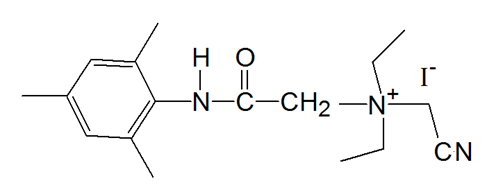 H O
N C CH2 N+ I-
CN